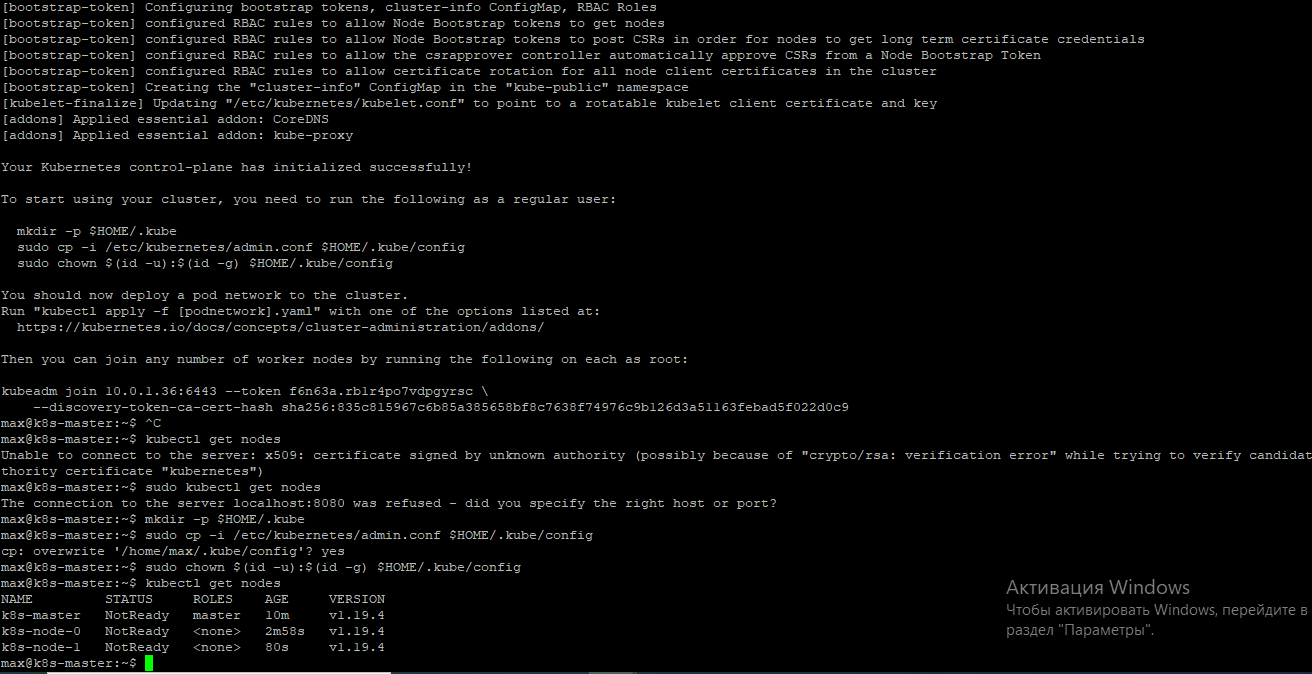 [bootstrap-token] Configuring bootstrap tokens, cluster-info ConfigMap, RBAC Roles
[bootstrap-token] configured RBAC rules to allow Node Bootstrap tokens to get nodes
[bootstrap-token] configured RBAC rules to allow Node Bootstrap tokens to post CSRs in order for nodes to get long term certificate credentials
[bootstrap-token] configured RBAC rules to allow the csrapprover controller automatically approve CSRs from a Node Bootstrap Token
[bootstrap-token] configured RBAC rules to allow certificate rotation for all node client certificates in the cluster
[bootstrap-token] Creating the "cluster-info" ConfigMap in the "kube-public" namespace
[kubelet-finalize] Updating "/etc/kubernetes/kubelet.conf" to point to a rotatable kubelet client certificate and key
[addons] Applied essential addon: CoreDNS
[addons] Applied essential addon: kube-proxy
Your Kubernetes control-plane has initialized successfully!
To start using your cluster, you need to run the following as a regular user:
  mkdir -p $HOME/.kube
  sudo cp -i /etc/kubernetes/admin.conf $HOME/.kube/config
  sudo chown $(id -u):$(id -g) $HOME/.kube/config
You should now deploy a pod network to the cluster.
Run "kubectl apply -f [podnetwork].yaml" with one of the options listed at:
  https://kubernetes.io/docs/concepts/cluster-administration/addons/
Then you can join any number of worker nodes by running the following on each as root:
kubeadm join 10.0.1.36:6443 --token f6n63a.rb1r4po7vdpgyrsc \
    --discovery-token-ca-cert-hash sha256:835c815967c6b85a385658bf8c7638f74976c9b126d3a51163febad5f022d0c9
max@k8s-master:~$ ^C
max@k8s-master:~$ kubectl get nodes
Unable to connect to the server: x509: certificate signed by unknown authority (possibly because of "crypto/rsa: verification error" while trying to verify candidat
thority certificate "kubernetes")
max@k8s-master:~$ sudo kubectl get nodes
The connection to the server localhost:8080 was refused - did you specify the right host or port?
max@k8s-master:~$ mkdir -p $HOME/.kube
max@k8s-master:~$ sudo cp -i /etc/kubernetes/admin.conf $HOME/.kube/config
cp: overwrite '/home/max/.kube/config'? yes
max@k8s-master:~$ sudo chown $(id -u):$(id -g) $HOME/.kube/config
max@k8s-master:~$ kubectl get nodes
NAME         STATUS     ROLES    AGE     VERSION
k8s-master   NotReady   master   10m     v1.19.4
k8s-node-0   NotReady   <none>   2m58s   v1.19.4
k8s-node-1   NotReady   <none>   80s     v1.19.4
max@k8s-master:~$
Активация Windows
Чтобы активировать Windows, перейдите в
раздел "Параметры".